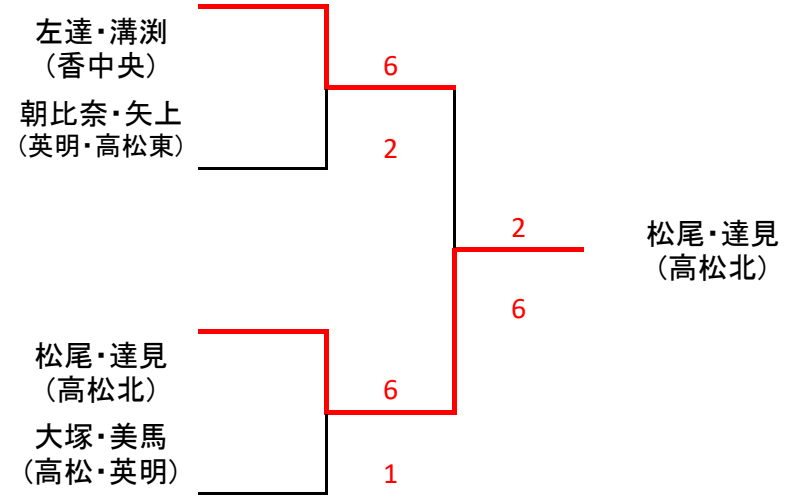 左達・溝渕
（香中央）
6
朝比奈・矢上
（英明・高松東）
2
2
松尾・達見
（高松北）
6
松尾・達見
（高松北）
6
大塚・美馬
（高松・英明）
1